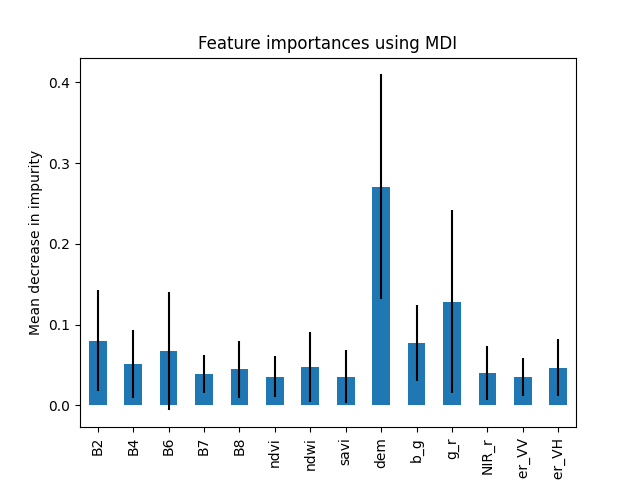 Feature importances using MDI
Mean decrease in impurity
0.4
0.3
0.2
0.1
0.0
B2
B4
B6
B7
B8
ndvi
ndwi
savi
dem
b_g
g_r
NIR_r
er_VV
er_VH